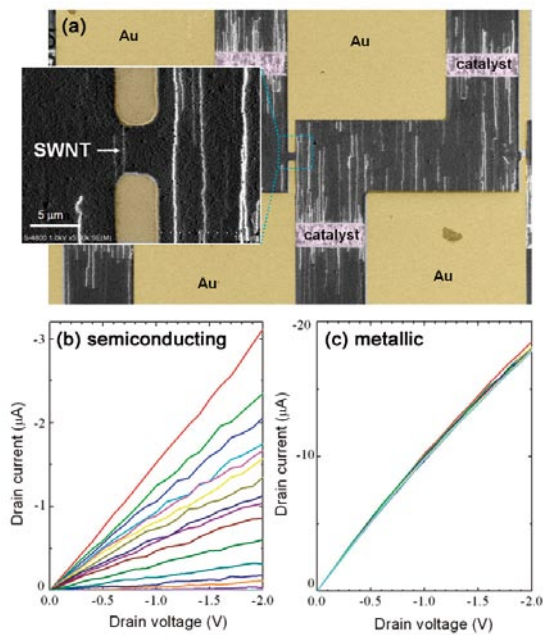 (a)
Au
Au
catalyst
SWNT
5 μm
catalyst
Au
Au
(b) semiconducting
Drain current (μA)
-3
-2
-1
0
0.0
-0.5
-1.0
-1.5
-2.0
Drain voltage (V)
(c) metallic
Drain current (μA)
-20
-10
0
0.0
-0.5
-1.0
-1.5
-2.0
Drain voltage (V)